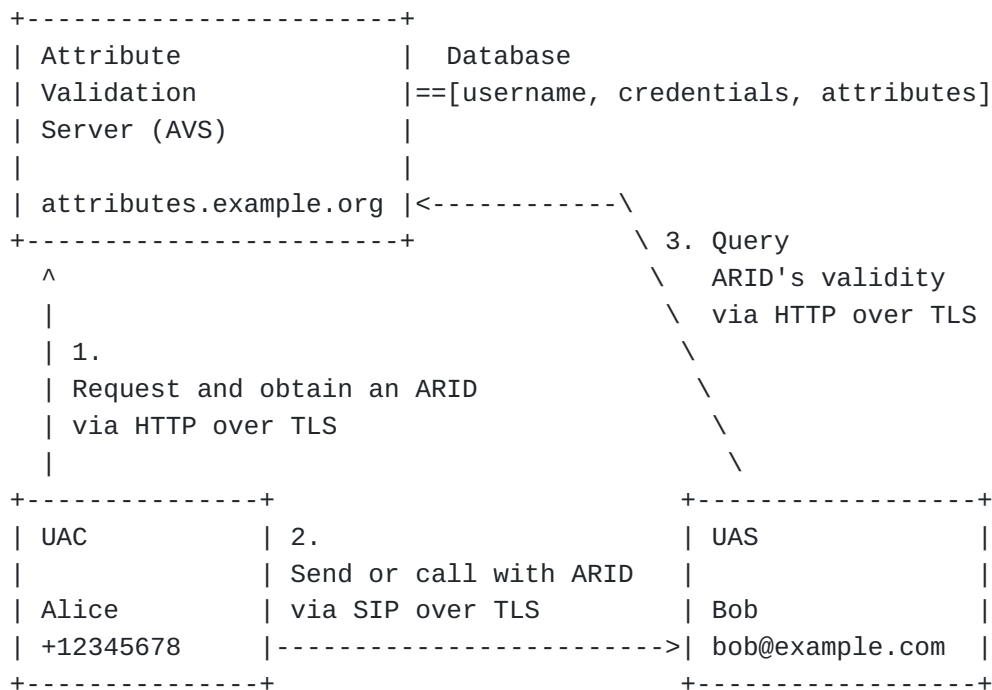 +------------------------+
| Attribute              |  Database
| Validation             |==[username, credentials, attributes]
| Server (AVS)           |
|                        |
| attributes.example.org |<------------\
+------------------------+              \ 3. Query
  ^                                      \   ARID's validity
  |                                       \  via HTTP over TLS
  | 1.                                     \
  | Request and obtain an ARID              \
  | via HTTP over TLS                        \
  |                                           \
+---------------+                          +------------------+
| UAC           | 2.                       | UAS              |
|               | Send or call with ARID   |                  |
| Alice         | via SIP over TLS         | Bob              |
| +12345678     |------------------------->| bob@example.com  |
+---------------+                          +------------------+